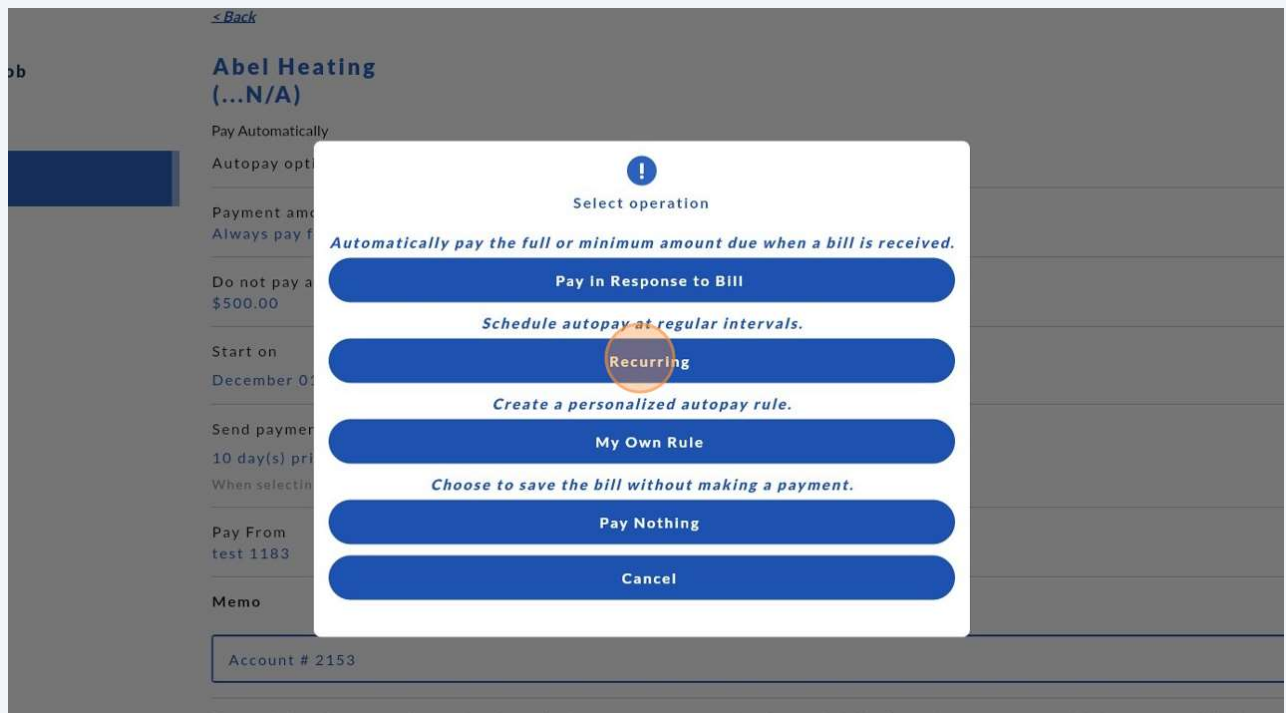 < Back
ob
Abel Heating
(...N/A)
Pay Automatically
Autopay opti
Payment amo
Always pay f
Do not pay a
$500.00
Start on
December 01
Send paymen
10 day(s) pri
When selectin
Pay From
test 1183
Memo
Account # 2153
Select operation
Automatically pay the full or minimum amount due when a bill is received.
Pay in Response to Bill
Schedule autopay at regular intervals.
Recurring
Create a personalized autopay rule.
My Own Rule
Choose to save the bill without making a payment.
Pay Nothing
Cancel